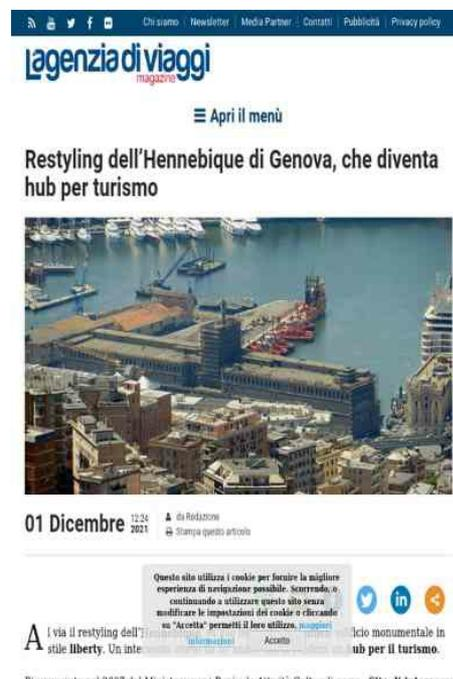 Chi siamo Newsletter Media Partner Contatti Pubblicità Privacy policy
l'agenzia di viaggi
magazine
Apri il menù
Restyling dell'Hennebique di Genova, che diventa
hub per turismo
01 Dicembre 12:24 2021
da Redazione
Stampa questo articolo
Questo sito utilizza i cookie per fornire la migliore
esperienza di navigazione possibile. Scorrendo, o
continuando a utilizzare questo sito senza
modificare le impostazioni dei cookie o cliccando
su "Accetta" permetti il loro utilizzo. maggiori
informazioni Accetto
Al via il restyling dell' monumentale in
stile liberty. Un per il turismo.